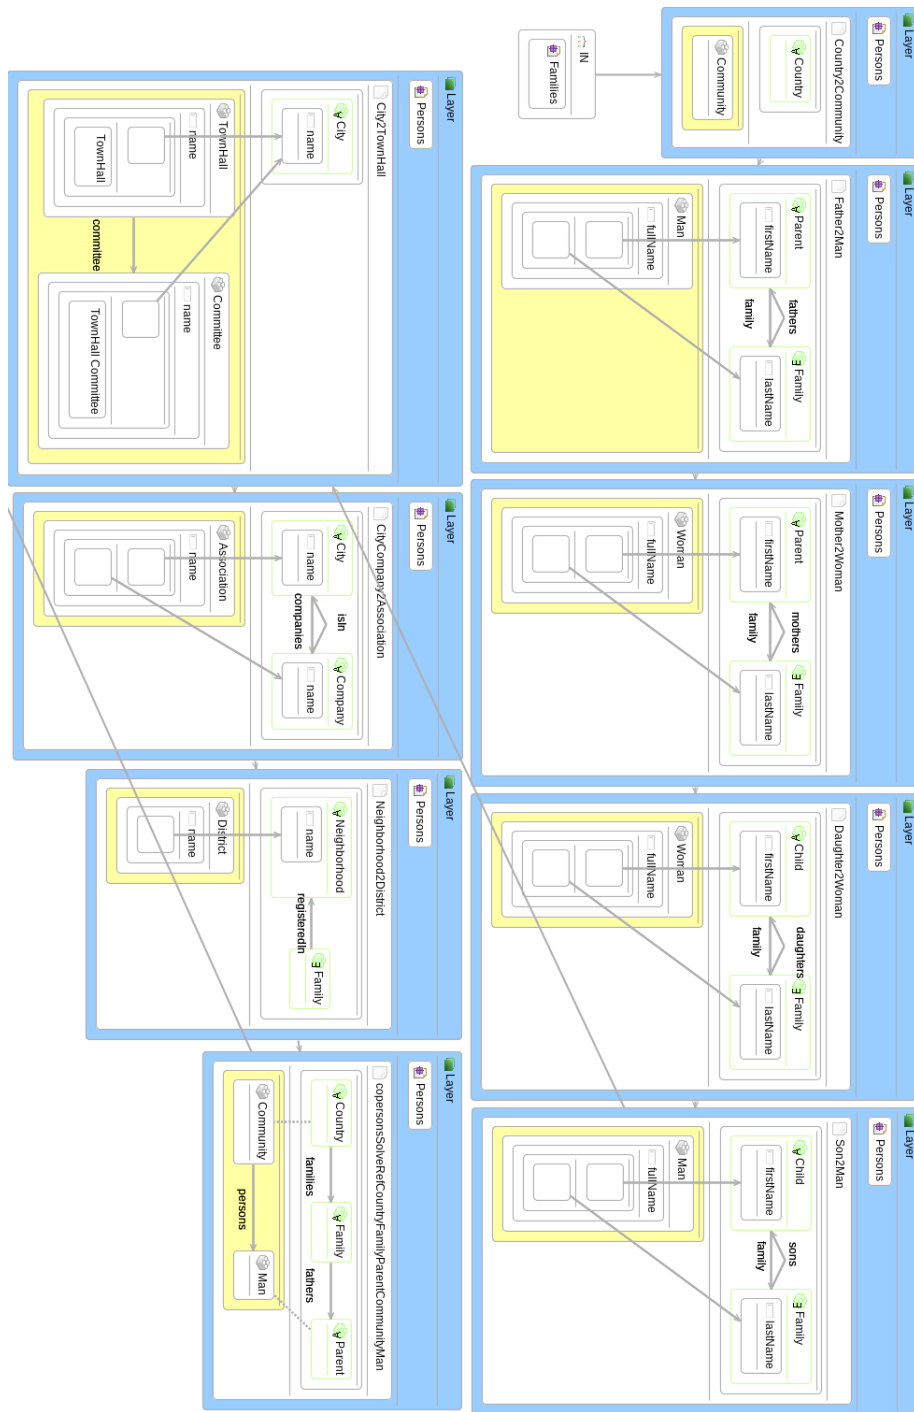 IN
Families
Layer
Persons
Country2Community
Country
Community
Layer
Persons
Father2Man
Parent
firstName
fathers
family
Family
lastName
Man
fullName
Layer
Persons
Mother2Woman
Parent
firstName
mothers
family
Family
lastName
Woman
fullName
Layer
Persons
Daughter2Woman
Child
firstName
daughters
family
Family
lastName
Woman
fullName
Layer
Persons
Son2Man
Child
firstName
sons
family
Family
lastName
Man
fullName
Layer
Persons
City2TownHall
City
name
TownHall
name
TownHall
committee
Committee
name
TownHall Committee
Layer
Persons
CityCompany2Association
City
name
isIn
companies
Company
name
Association
name
Layer
Persons
Neighborhood2District
Neighborhood
name
registeredIn
Family
District
name
Layer
Persons
copersonsSolveRefCountryFamilyParentCommunityMan
Country
families
Family
fathers
Parent
Community
persons
Man